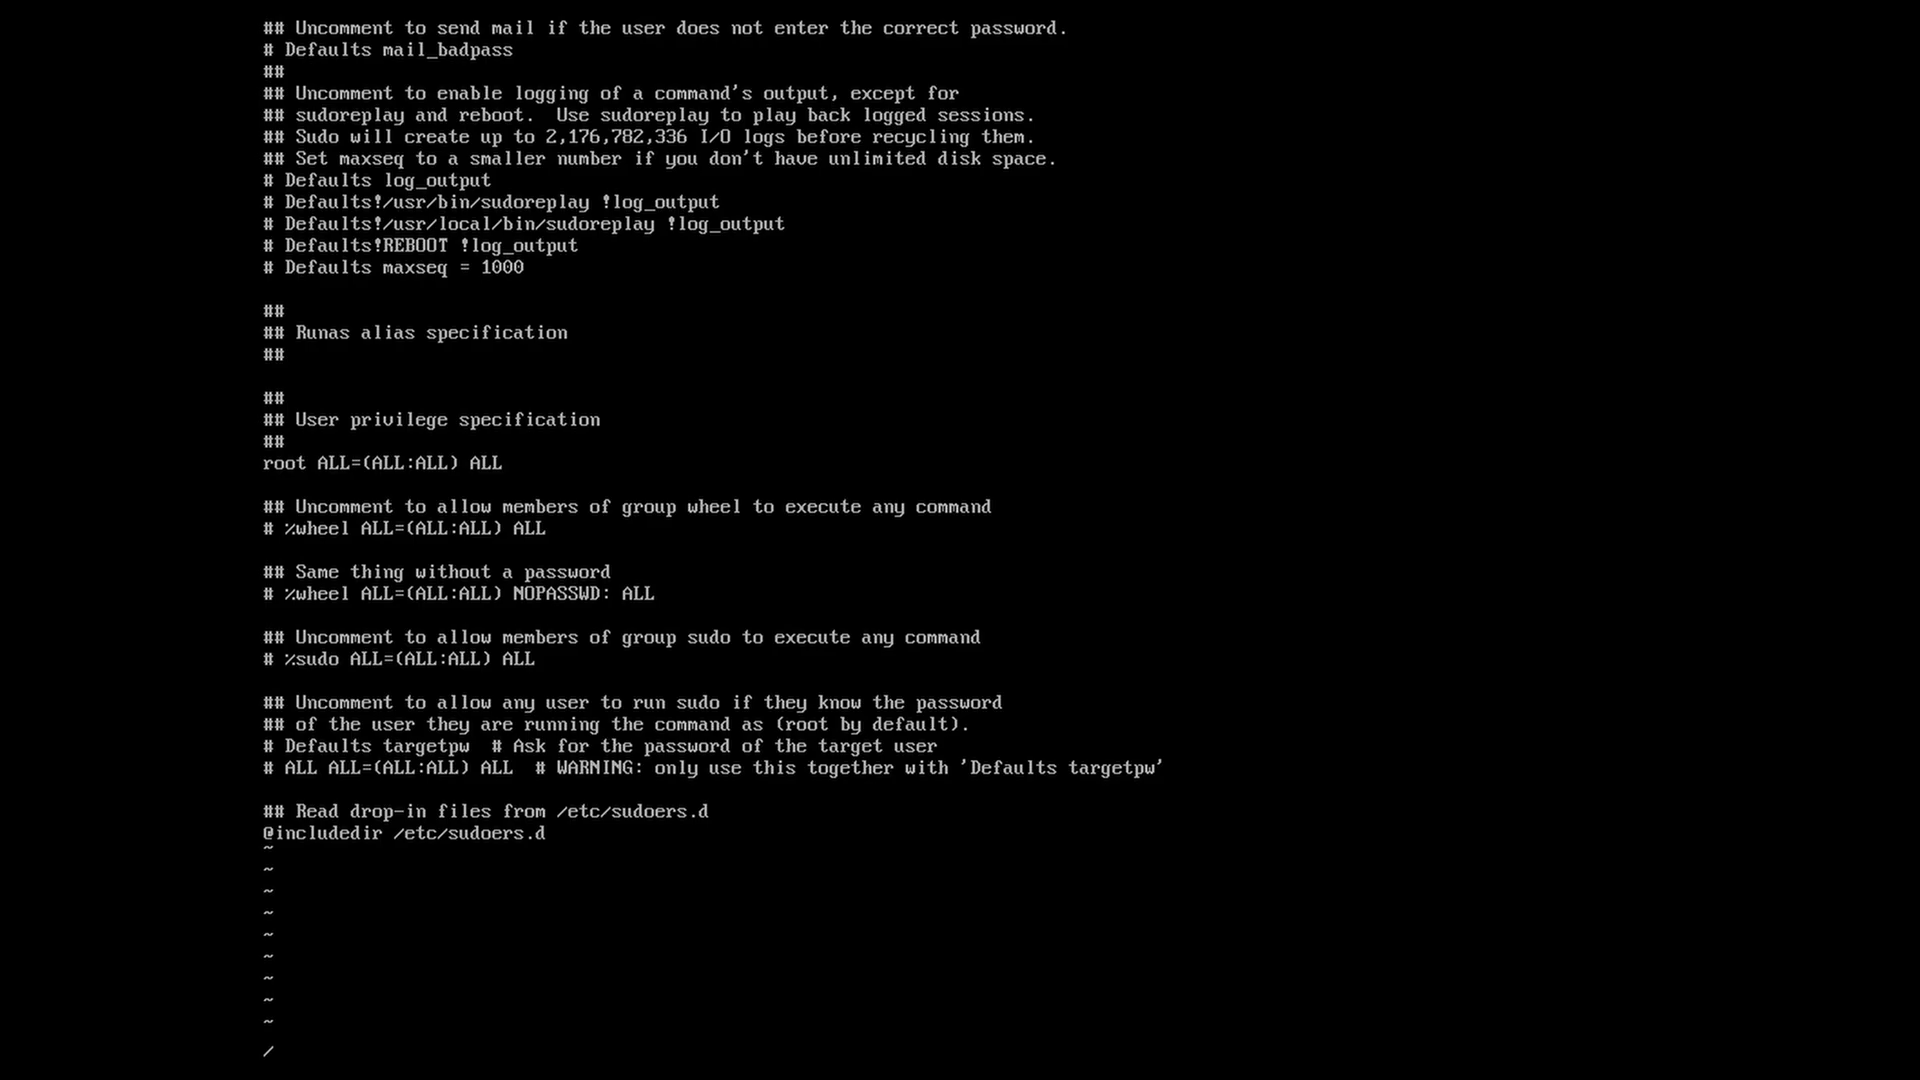 ## Uncomment to send mail if the user does not enter the correct password.
# Defaults mail_badpass
##
## Uncomment to enable logging of a command's output, except for
## sudoreplay and reboot.  Use sudoreplay to play back logged sessions.
## Sudo will create up to 2,176,782,336 I/O logs before recycling them.
## Set maxseq to a smaller number if you don't have unlimited disk space.
# Defaults log_output
# Defaults!/usr/bin/sudoreplay !log_output
# Defaults!/usr/local/bin/sudoreplay !log_output
# Defaults!REBOOT !log_output
# Defaults maxseq = 1000

##
## Runas alias specification
##

##
## User privilege specification
##
root ALL=(ALL:ALL) ALL

## Uncomment to allow members of group wheel to execute any command
# %wheel ALL=(ALL:ALL) ALL

## Same thing without a password
# %wheel ALL=(ALL:ALL) NOPASSWD: ALL

## Uncomment to allow members of group sudo to execute any command
# %sudo ALL=(ALL:ALL) ALL

## Uncomment to allow any user to run sudo if they know the password
## of the user they are running the command as (root by default).
# Defaults targetpw  # Ask for the password of the target user
# ALL ALL=(ALL:ALL) ALL  # WARNING: only use this together with 'Defaults targetpw'

## Read drop-in files from /etc/sudoers.d
@includedir /etc/sudoers.d
~
~
~
~
~
~
~
~
~
/